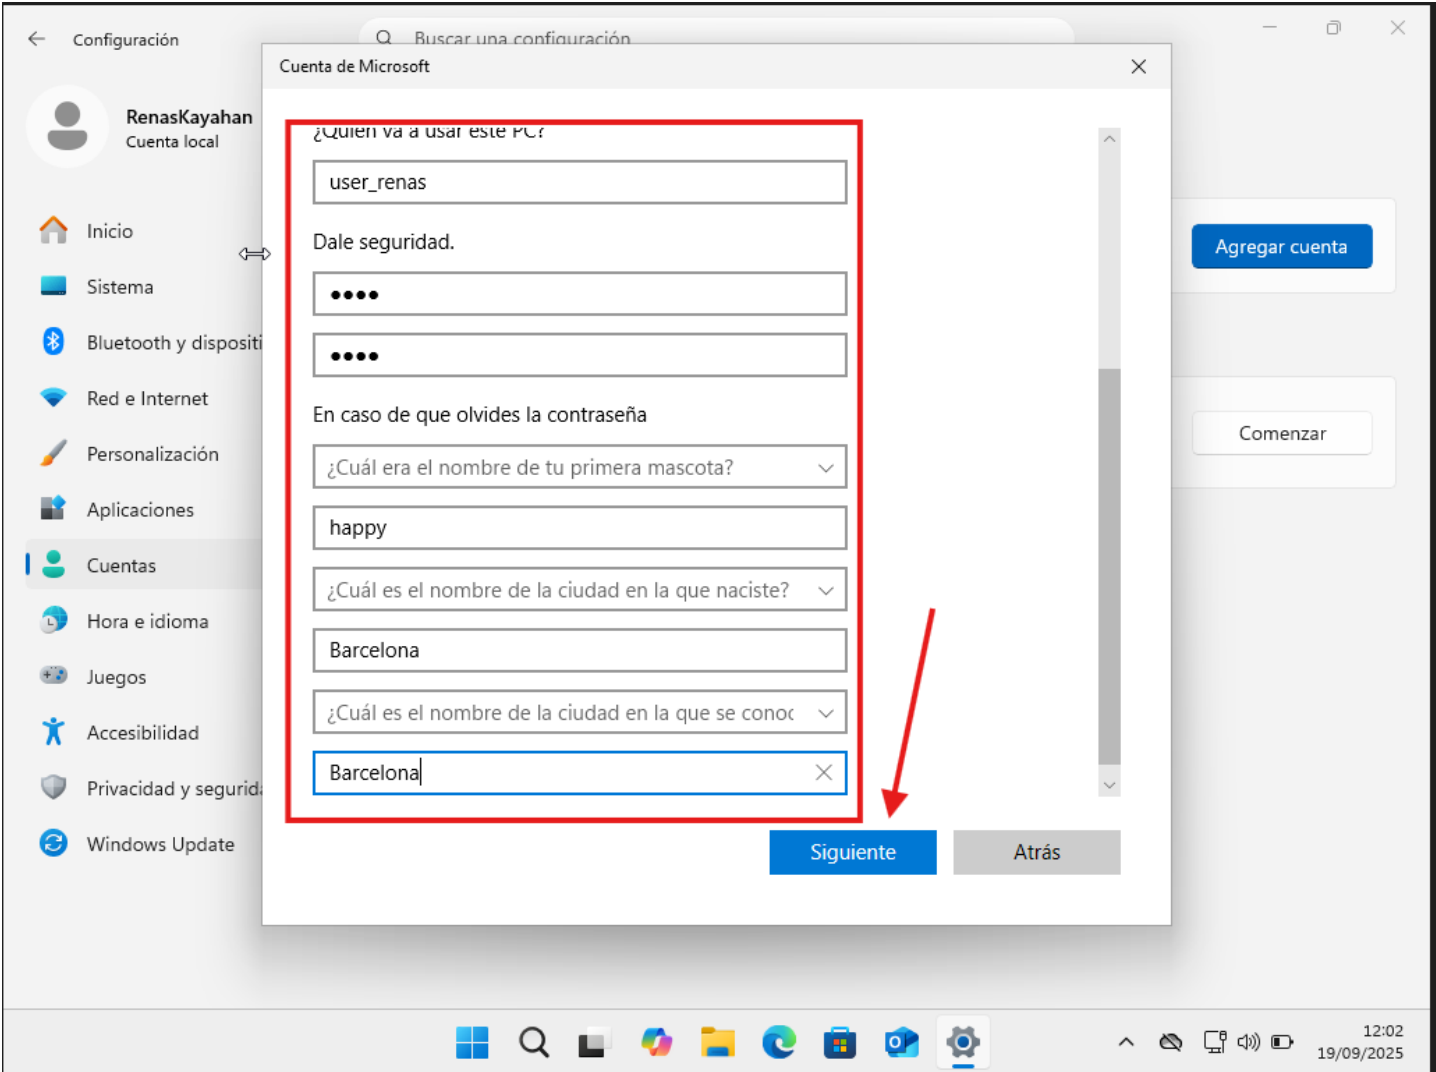 Configuración
Buscar una configuración
Cuenta de Microsoft
RenasKayahan
Cuenta local
Inicio
Sistema
Bluetooth y dispositi
Red e Internet
Personalización
Aplicaciones
Cuentas
Hora e idioma
Juegos
Accesibilidad
Privacidad y segurida
Windows Update
¿Quién va a usar este PC?
user_renas
Dale seguridad.
••••
••••
En caso de que olvides la contraseña
¿Cuál era el nombre de tu primera mascota?
happy
¿Cuál es el nombre de la ciudad en la que naciste?
Barcelona
¿Cuál es el nombre de la ciudad en la que se conoc
Barcelona
Siguiente
Atrás
Agregar cuenta
Comenzar
12:02
19/09/2025